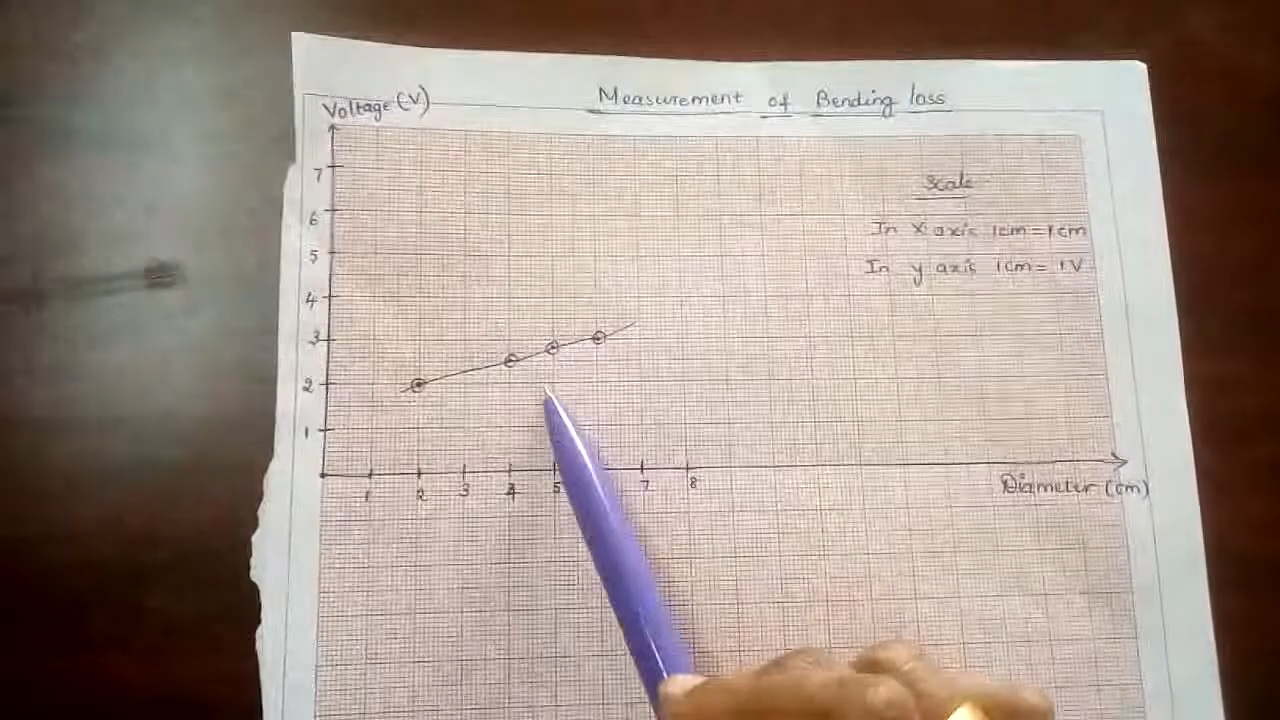 Measurement of Bending loss
Voltage (V)
Scale
In X axis 1cm = 1cm
In y axis 1cm = 1V
7
6
5
4
3
2
1
1 2 3 4 5 7 8
Diameter (cm)